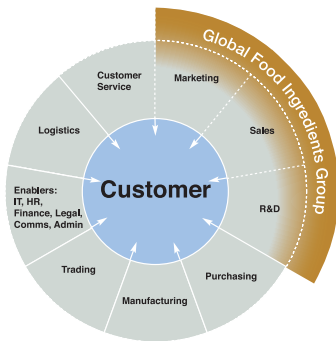 Global Food Ingredients Group
Customer
Service
Marketing
Logistics
Sales
Enablers:
IT, HR,
Finance, Legal,
Comms, Admin
Customer
R&D
Trading
Purchasing
Manufacturing